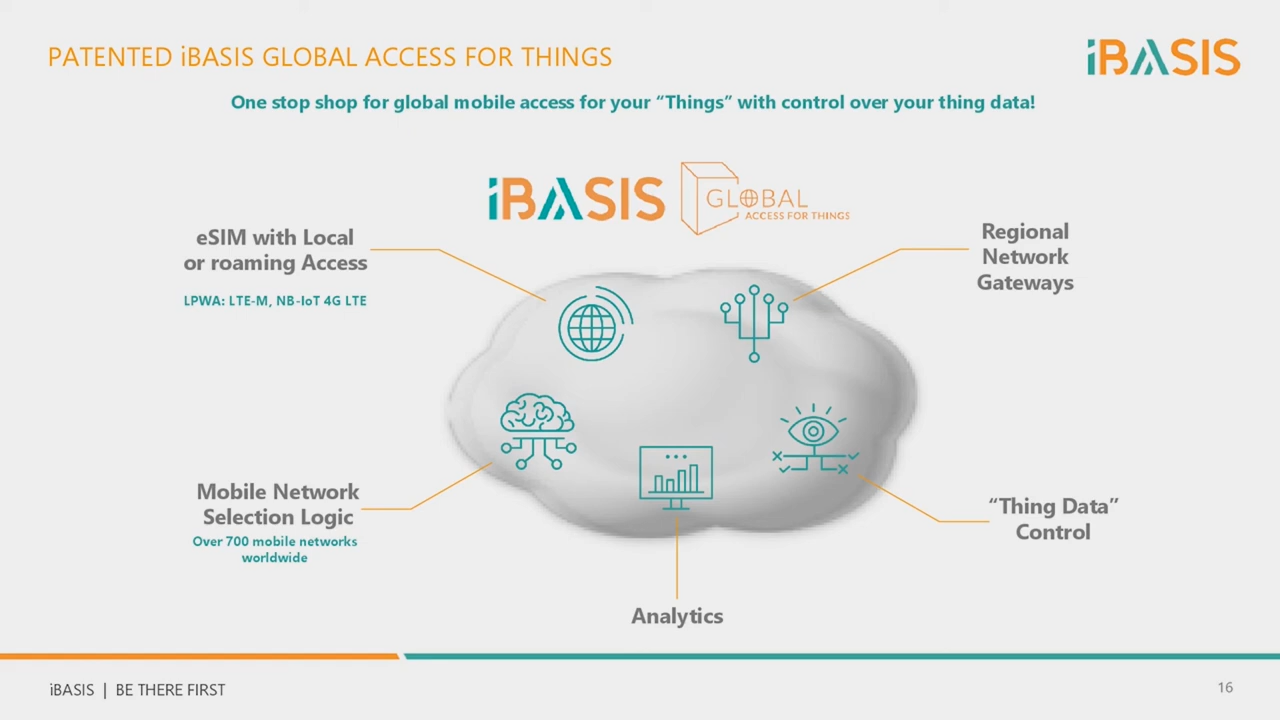 PATENTED iBASIS GLOBAL ACCESS FOR THINGS
iBASIS
One stop shop for global mobile access for your “Things” with control over your thing data!
iBASIS
GLOBAL
ACCESS FOR THINGS
eSIM with Local
or roaming Access
LPWA: LTE-M, NB-IoT 4G LTE
Regional
Network
Gateways
Mobile Network
Selection Logic
Over 700 mobile networks
worldwide
“Thing Data”
Control
Analytics
iBASIS | BE THERE FIRST
16